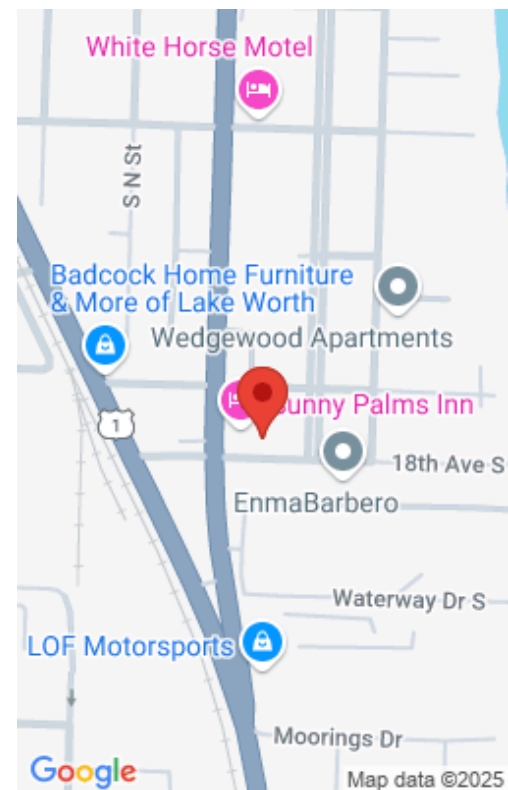 White Horse Motel
S N St
Badcock Home Furniture
& More of Lake Worth
Wedgewood Apartments
1
unny Palms Inn
18th Ave S
EnmaBarbero
Waterway Dr S
LOF Motorsports
Moorings Dr
Google
Map data ©2025